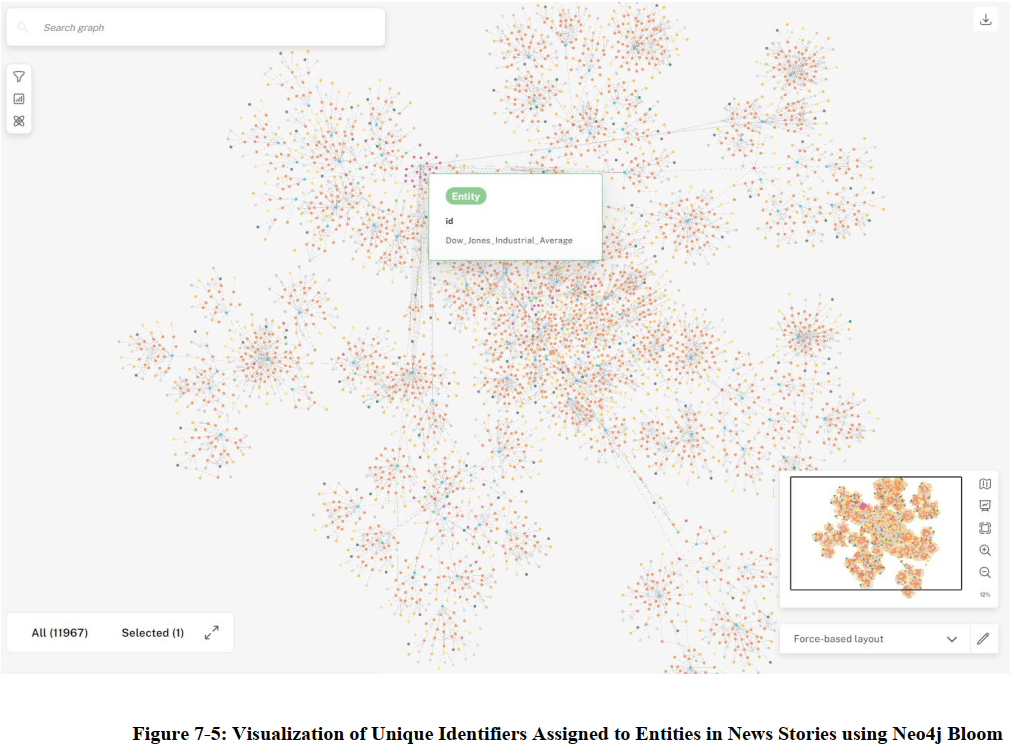 Search graph
Entity
id
Dow_Jones_Industrial_Average
12%
All (11967)
Selected (1)
Force-based layout
Figure 7-5: Visualization of Unique Identifiers Assigned to Entities in News Stories using Neo4j Bloom